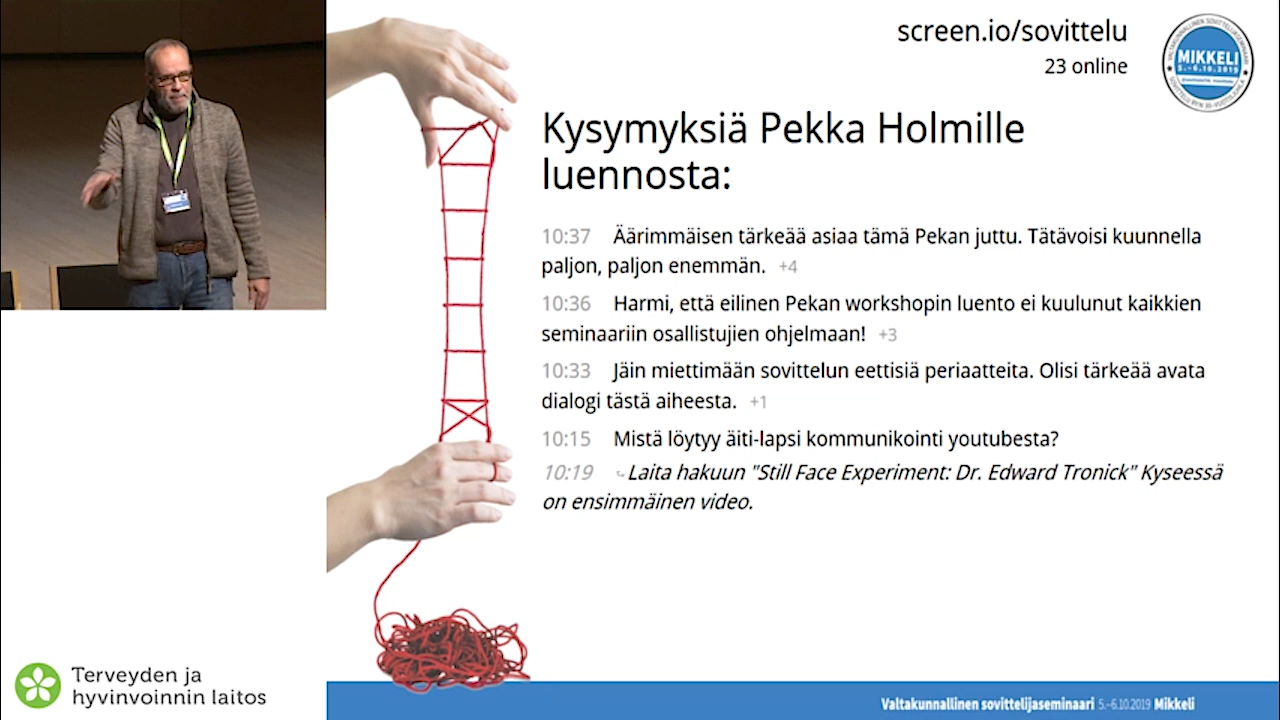 screen.io/sovittelu
23 online
VALTAKUNNALLINEN SOVITTELIJASEMINAARI
MIKKELI
5.-6.10.2019
Kysymyksiä Pekka Holmille
luennosta:
10:37 Äärimmäisen tärkeää asiaa tämä Pekan juttu. Tätävoisi kuunnella
paljon, paljon enemmän. +4
10:36 Harmi, että eilinen Pekan workshopin luento ei kuulunut kaikkien
seminaariin osallistujien ohjelmaan! +3
10:33 Jäin miettimään sovittelun eettisiä periaatteita. Olisi tärkeää avata
dialogi tästä aiheesta. +1
10:15 Mistä löytyy äiti-lapsi kommunikointi youtubesta?
10:19 Laita hakuun "Still Face Experiment: Dr. Edward Tronick" Kyseessä
on ensimmäinen video.
Terveyden ja
hyvinvoinnin laitos
Valtakunnallinen sovittelijaseminaari 5.-6.10.2019 Mikkeli